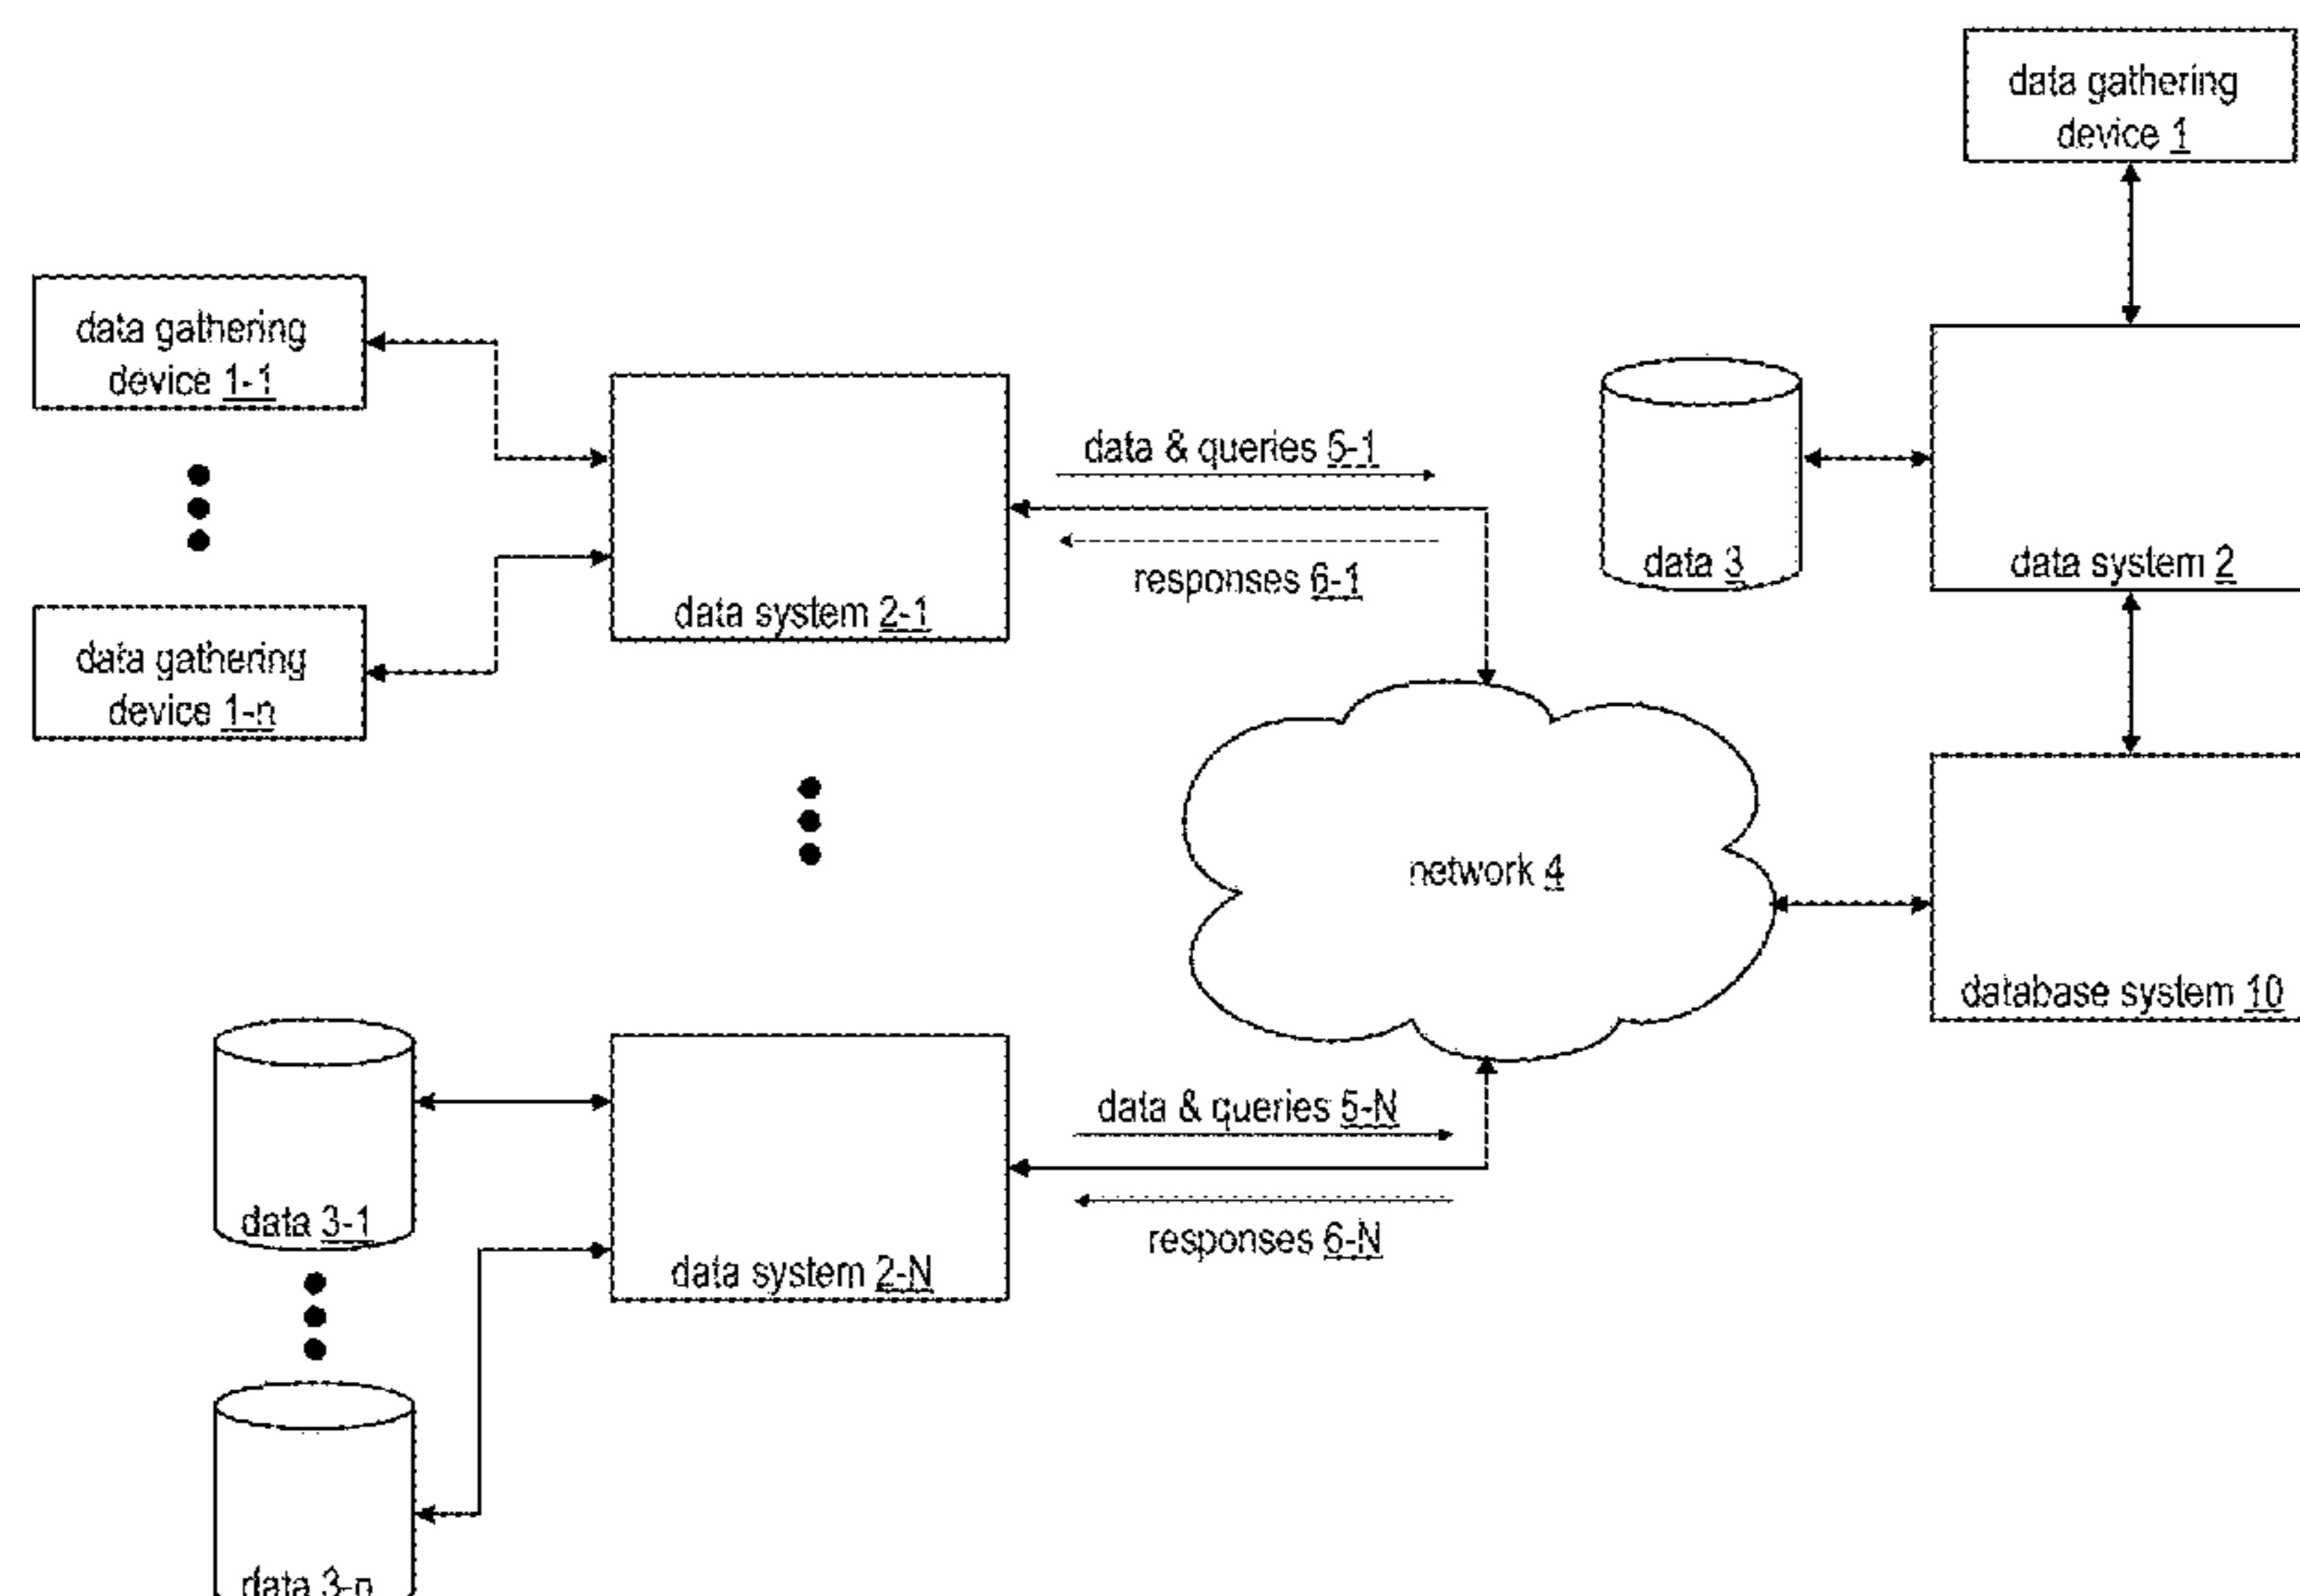 data gathering
device 1
data gathering
device 1-1
data & queries 5-1
responses 6-1
data system 2-1
data 3
data system 2
data gathering
device 1-n
network 4
database system 10
data 3-1
data & queries 5-N
responses 6-N
data system 2-N
data 3-n